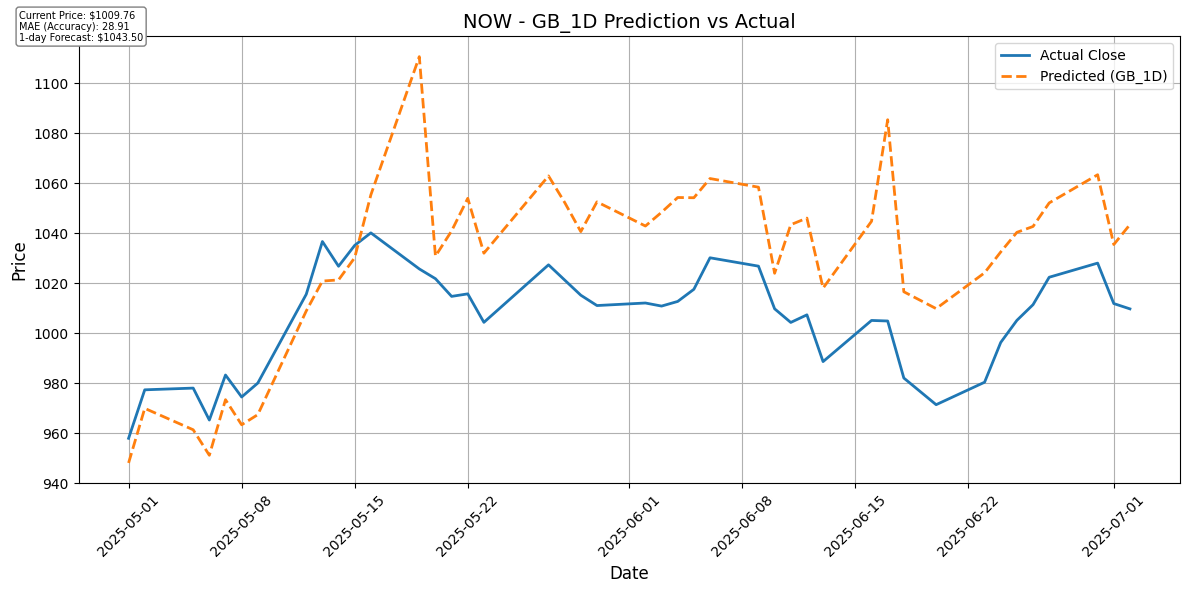 Current Price: $1009.76
MAE (Accuracy): 28.91
1-day Forecast: $1043.50
NOW - GB_1D Prediction vs Actual
Actual Close
Predicted (GB_1D)
Price
1100
1080
1060
1040
1020
1000
980
960
940
2025-05-01
2025-05-08
2025-05-15
2025-05-22
2025-06-01
2025-06-08
2025-06-15
2025-06-22
2025-07-01
Date